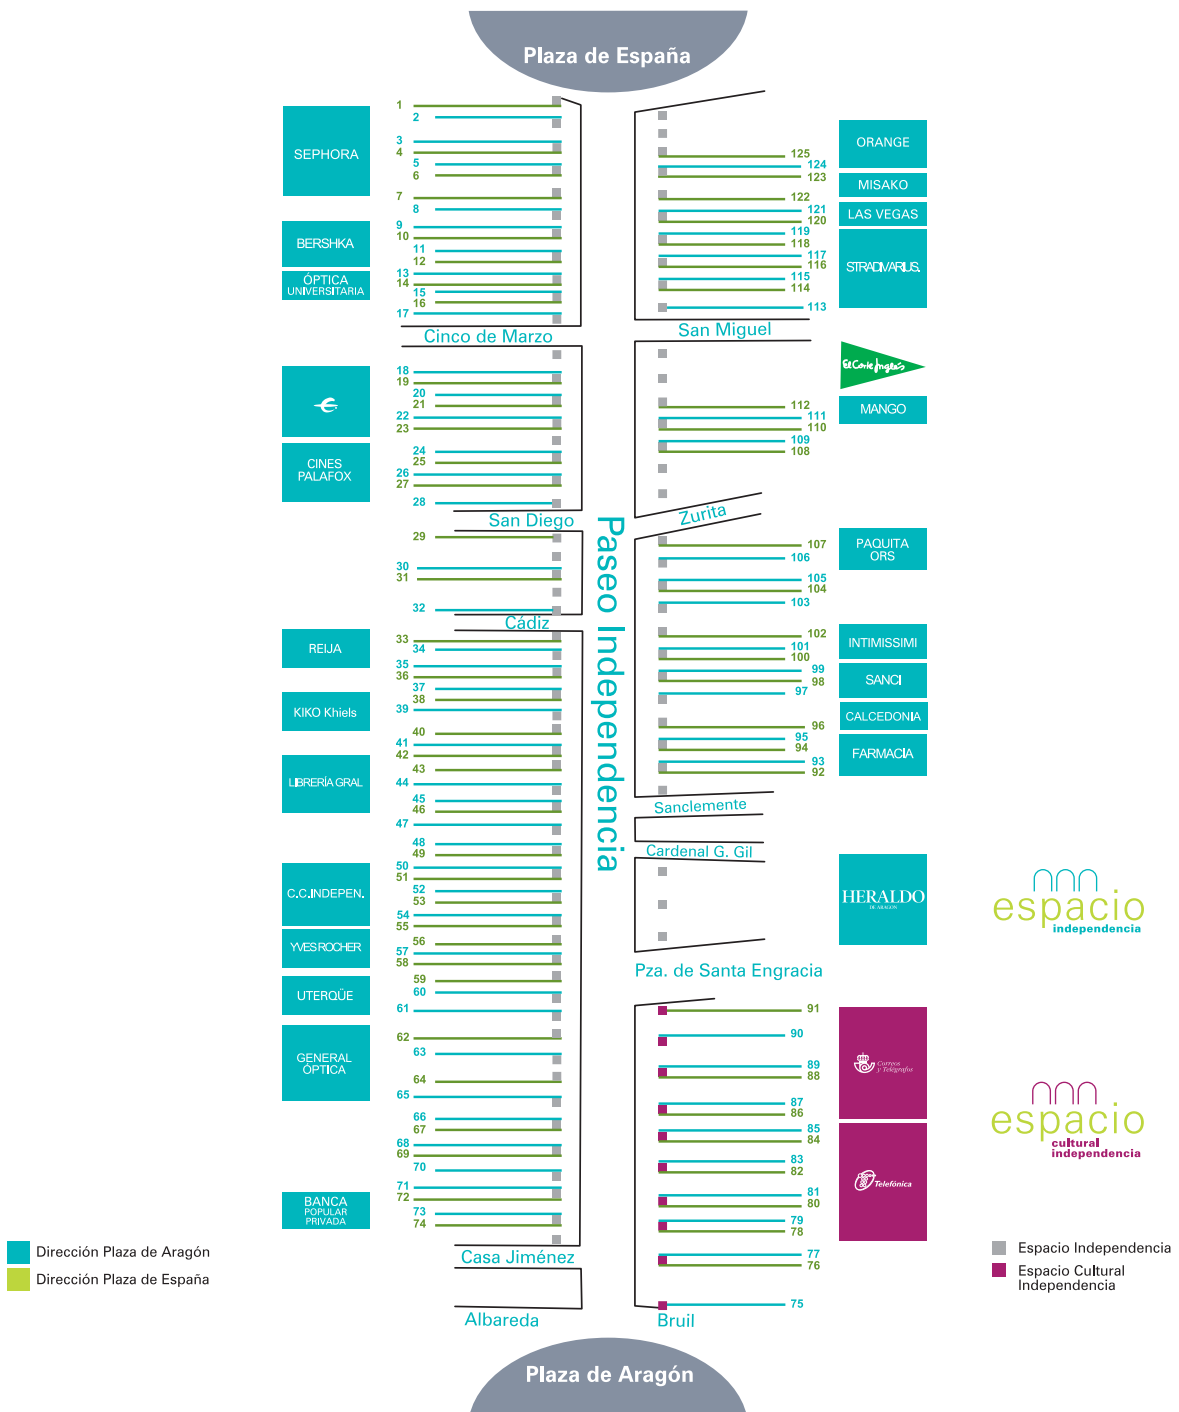 Plaza de España
1
2
3
4
5
6
7
8
9
10
11
12
13
14
15
16
17
SEPHORA
BERSHKA
ÓPTICA
UNIVERSITARIA
Cinco de Marzo
18
19
20
21
22
23
24
25
26
27
28
CINES
PALAFOX
San Diego
29
30
31
32
Cádiz
33
34
35
36
37
38
39
40
41
42
43
44
45
46
47
48
49
50
51
52
53
54
55
56
57
58
59
60
61
62
63
64
65
66
67
68
69
70
71
72
73
74
REIJA
KIKO Khiels
LIBRERÍA GRAL
C.C.INDEPEN.
YVES ROCHER
UTERQÜE
GENERAL
ÓPTICA
BANCA
POPULAR
PRIVADA
Casa Jiménez
Albareda
Paseo Independencia
125
124
123
122
121
120
119
118
117
116
115
114
113
ORANGE
MISAKO
LAS VEGAS
STRADIVARIUS.
San Miguel
El Corte Inglés
MANGO
112
111
110
109
108
Zurita
107
106
105
104
103
102
101
100
99
98
97
96
95
94
93
92
PAQUITA
ORS
INTIMISSIMI
SANCI
CALCEDONIA
FARMACIA
Sanclemente
Cardenal G. Gil
HERALDO
DE ARAGÓN
Pza. de Santa Engracia
91
90
89
88
87
86
85
84
83
82
81
80
79
78
77
76
75
Correos
y Telégrafos
Telefónica
Bruil
espacio
independencia
espacio
cultural
independencia
Dirección Plaza de Aragón
Dirección Plaza de España
Espacio Independencia
Espacio Cultural
Independencia
Plaza de Aragón